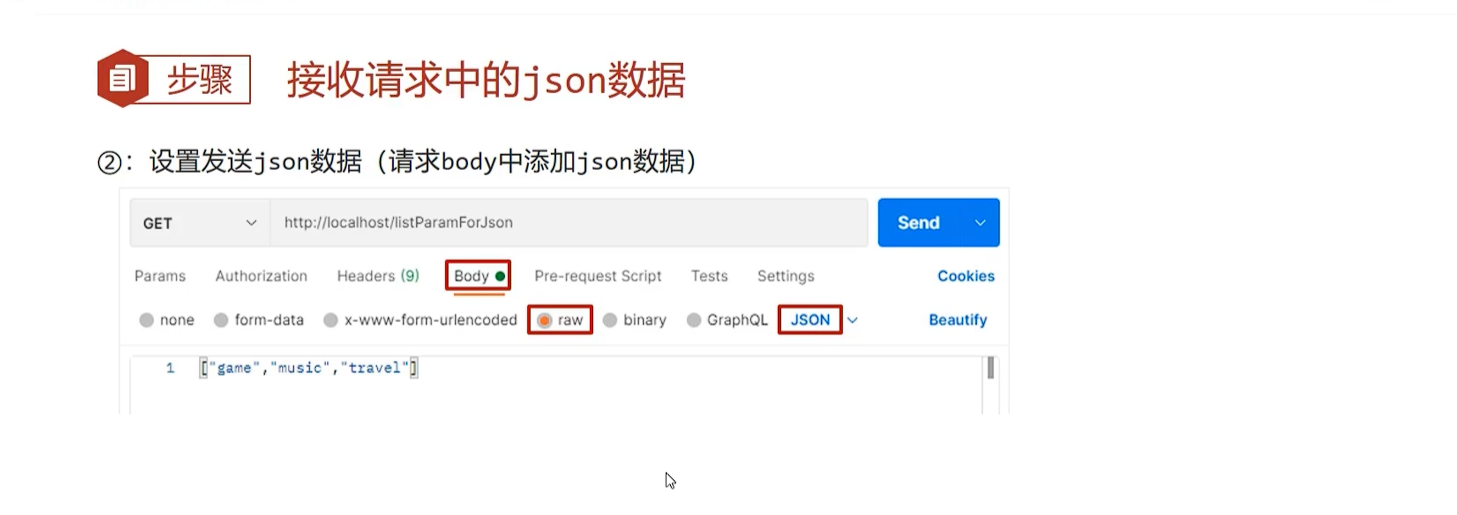 步骤 接收请求中的json数据
②：设置发送json数据（请求body中添加json数据）
GET http://localhost/listParamForJson Send
Params Authorization Headers (9) Body Pre-request Script Tests Settings Cookies
none form-data x-www-form-urlencoded raw binary GraphQL JSON Beautify
1 ["game","music","travel"]